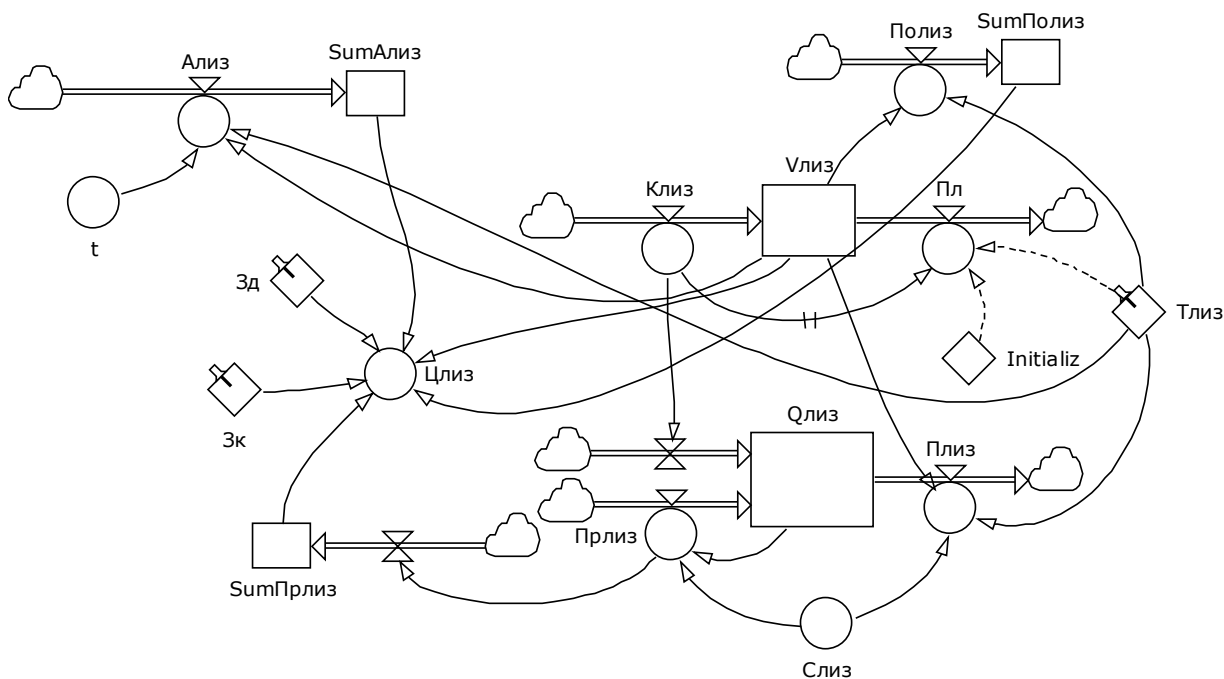 SumПолиз
Полиз
SumАлиз
Ализ
Vлиз
Клиз
Пл
t
Зд
Тлиз
Initializ
Цлиз
Зк
Qлиз
Плиз
Прлиз
SumПрлиз
Слиз